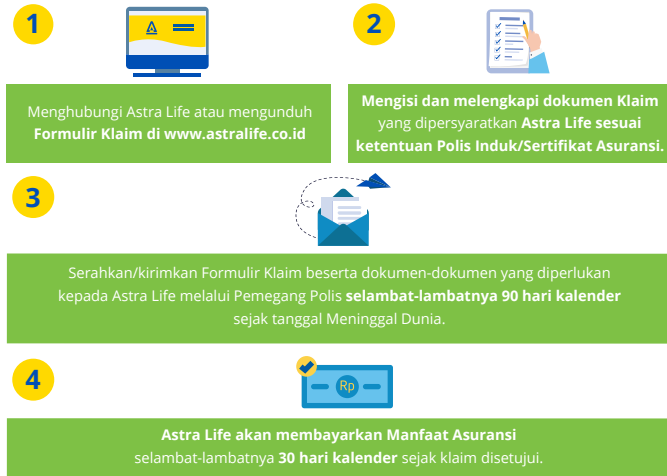 1
Menghubungi Astra Life atau mengunduh
Formulir Klaim di www.astralife.co.id
2
Mengisi dan melengkapi dokumen Klaim
yang dipersyaratkan Astra Life sesuai
ketentuan Polis Induk/Sertifikat Asuransi.
3
Serahkan/kirimkan Formulir Klaim beserta dokumen-dokumen yang diperlukan
kepada Astra Life melalui Pemegang Polis selambat-lambatnya 90 hari kalender
sejak tanggal Meninggal Dunia.
4
Rp
Astra Life akan membayarkan Manfaat Asuransi
selambat-lambatnya 30 hari kalender sejak klaim disetujui.